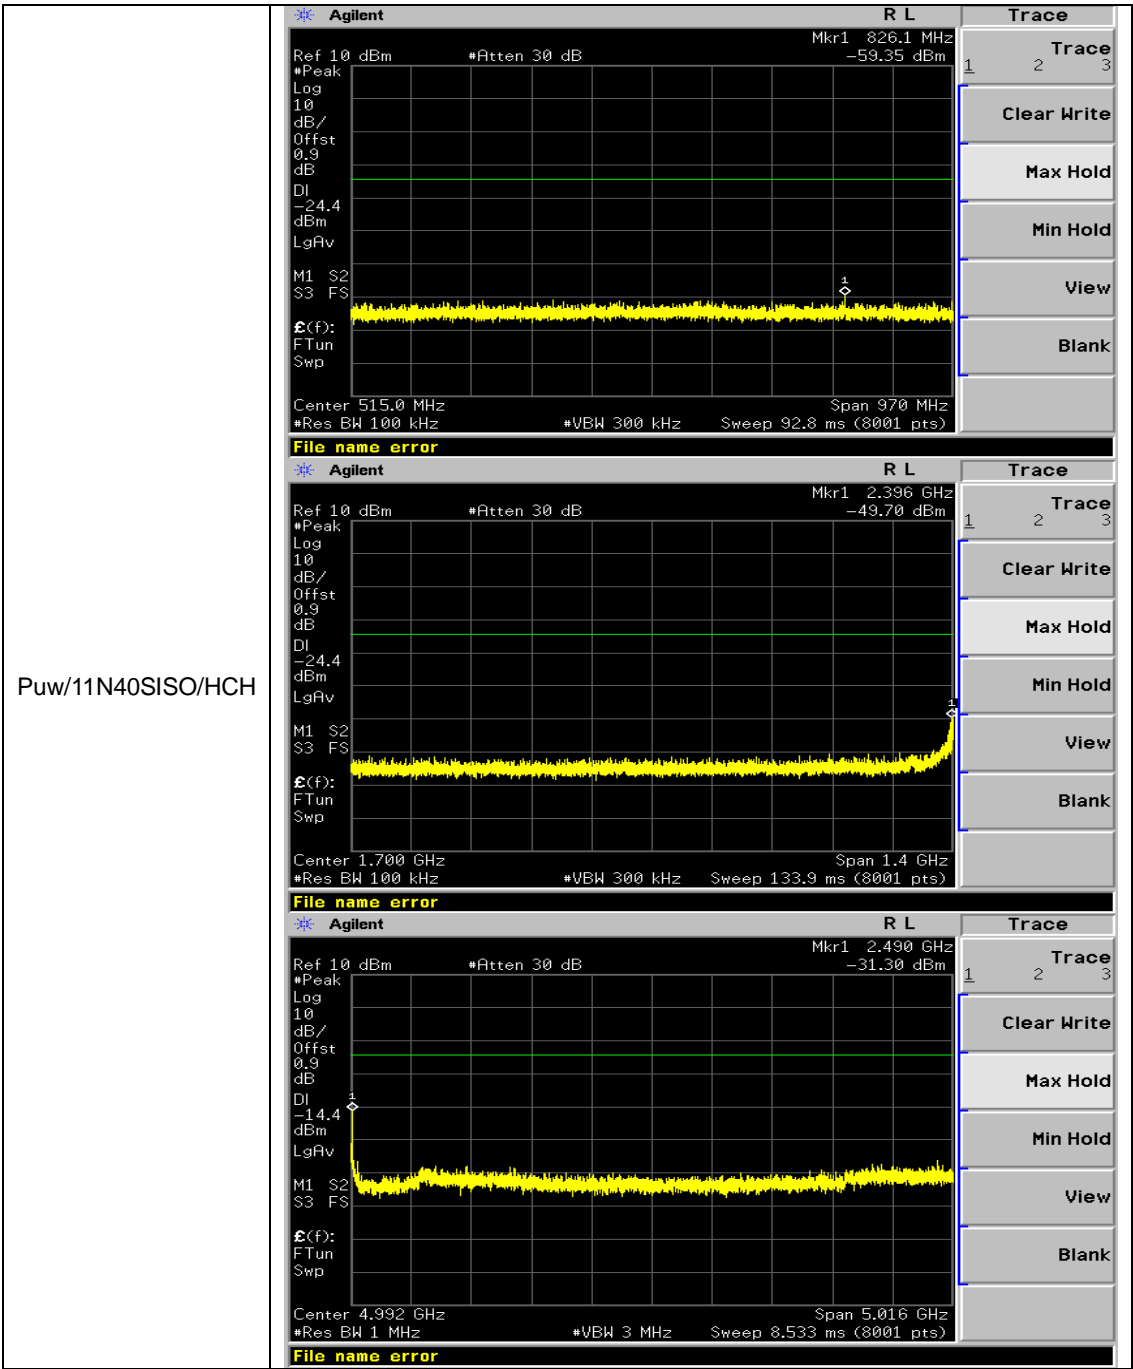 Puw/11N40SISO/HCH
Agilent R L Trace
Mkr1 826.1 MHz
Ref 10 dBm #Atten 30 dB -59.35 dBm
#Peak
Log
10
dB/
Offst
0.9
dB
DI
-24.4
dBm
LgAv
M1 S2
S3 FS
£(f):
FTun
Swp
1
Center 515.0 MHz Span 970 MHz
#Res BW 100 kHz #VBW 300 kHz Sweep 92.8 ms (8001 pts)
File name error
Trace
1 2 3
Clear Write
Max Hold
Min Hold
View
Blank
Agilent R L Trace
Mkr1 2.396 GHz
Ref 10 dBm #Atten 30 dB -49.70 dBm
#Peak
Log
10
dB/
Offst
0.9
dB
DI
-24.4
dBm
LgAv
M1 S2
S3 FS
£(f):
FTun
Swp
1
Center 1.700 GHz Span 1.4 GHz
#Res BW 100 kHz #VBW 300 kHz Sweep 133.9 ms (8001 pts)
File name error
Trace
1 2 3
Clear Write
Max Hold
Min Hold
View
Blank
Agilent R L Trace
Mkr1 2.490 GHz
Ref 10 dBm #Atten 30 dB -31.30 dBm
#Peak
Log
10
dB/
Offst
0.9
dB
DI
-14.4
dBm
LgAv
M1 S2
S3 FS
£(f):
FTun
Swp
1
Center 4.992 GHz Span 5.016 GHz
#Res BW 1 MHz #VBW 3 MHz Sweep 8.533 ms (8001 pts)
File name error
Trace
1 2 3
Clear Write
Max Hold
Min Hold
View
Blank